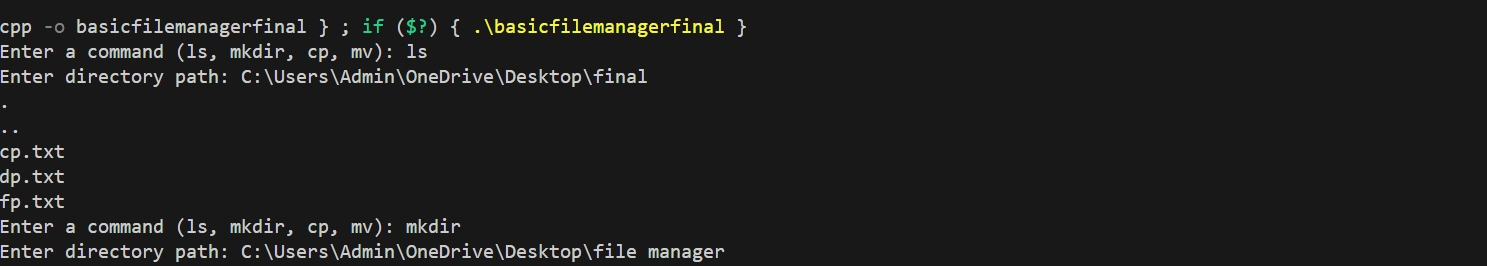 cpp -o basicfilemanagerfinal } ; if ($?) { .\basicfilemanagerfinal }
Enter a command (ls, mkdir, cp, mv): ls
Enter directory path: C:\Users\Admin\OneDrive\Desktop\final
.
..
cp.txt
dp.txt
fp.txt
Enter a command (ls, mkdir, cp, mv): mkdir
Enter directory path: C:\Users\Admin\OneDrive\Desktop\file manager